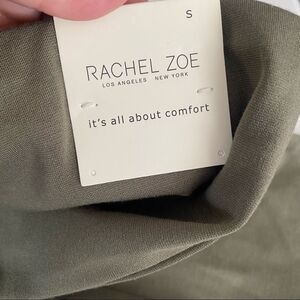 S
RACHEL ZOE
LOS ANGELES NEW YORK
it's all about comfort